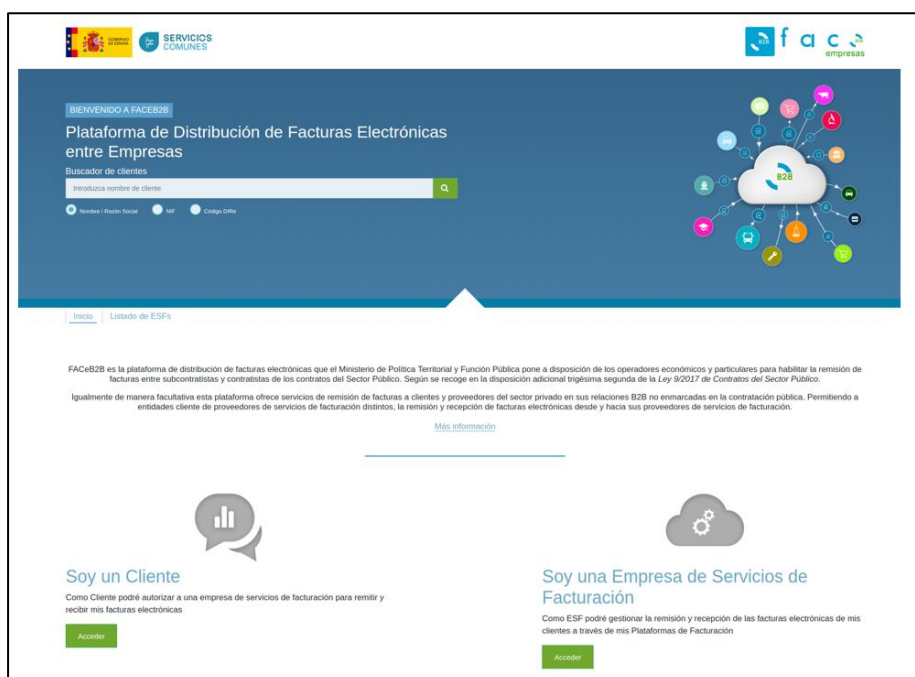 GOBIERNO
DE ESPAÑA
SERVICIOS
COMUNES
B2B
fac
B2B
empresas
BIENVENIDO A FACEB2B
Plataforma de Distribución de Facturas Electrónicas
entre Empresas
Buscador de clientes
Introduzca nombre de cliente
Nombre / Razón Social NIF Código DIRe
B2B
Inicio Listado de ESFs
FACeB2B es la plataforma de distribución de facturas electrónicas que el Ministerio de Política Territorial y Función Pública pone a disposición de los operadores económicos y particulares para habilitar la remisión de
facturas entre subcontratistas y contratistas de los contratos del Sector Público. Según se recoge en la disposición adicional trigésima segunda de la Ley 9/2017 de Contratos del Sector Público.
Igualmente de manera facultativa esta plataforma ofrece servicios de remisión de facturas a clientes y proveedores del sector privado en sus relaciones B2B no enmarcadas en la contratación pública. Permitiendo a
entidades cliente de proveedores de servicios de facturación distintos, la remisión y recepción de facturas electrónicas desde y hacia sus proveedores de servicios de facturación.
Más información
Soy un Cliente
Como Cliente podré autorizar a una empresa de servicios de facturación para remitir y
recibir mis facturas electrónicas
Acceder
Soy una Empresa de Servicios de
Facturación
Como ESF podré gestionar la remisión y recepción de las facturas electrónicas de mis
clientes a través de mis Plataformas de Facturación
Acceder